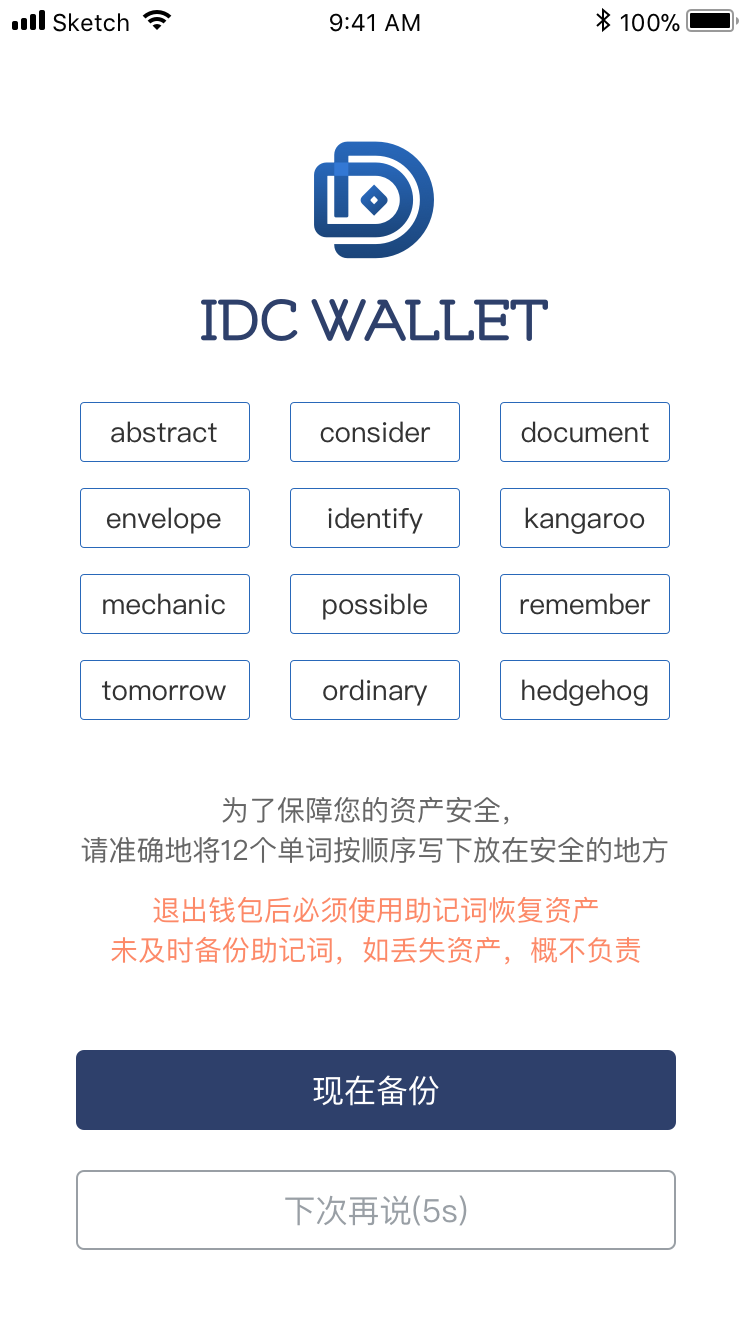 Sketch 9:41 AM 100%
IDC WALLET
abstract consider document
envelope identify kangaroo
mechanic possible remember
tomorrow ordinary hedgehog
为了保障您的资产安全，
请准确地将12个单词按顺序写下放在安全的地方
退出钱包后必须使用助记词恢复资产
未及时备份助记词，如丢失资产，概不负责
现在备份
下次再说(5s)